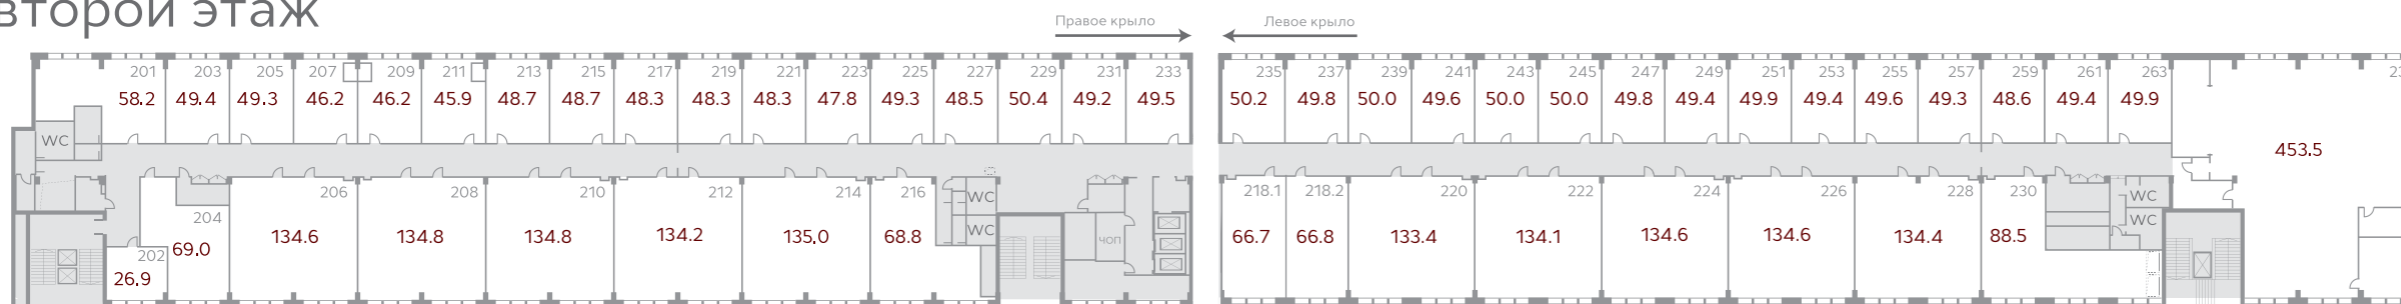 второй этаж
Правое крыло
Левое крыло
201 203 205 207 209 211 213 215 217 219 221 223 225 227 229 231 233
58.2 49.4 49.3 46.2 46.2 45.9 48.7 48.7 48.3 48.3 48.3 47.8 49.3 48.5 50.4 49.2 49.5
235 237 239 241 243 245 247 249 251 253 255 257 259 261 263
50.2 49.8 50.0 49.6 50.0 50.0 49.8 49.4 49.9 49.4 49.6 49.3 48.6 49.4 49.9
WC
453.5
206 208 210 212 214 216
WC
204
134.6 134.8 134.8 134.2 135.0 68.8
WC
ЧОП
69.0
202
26.9
218.1 218.2 220 222 224 226 228 230
WC
WC
66.7 66.8 133.4 134.1 134.6 134.6 134.4 88.5